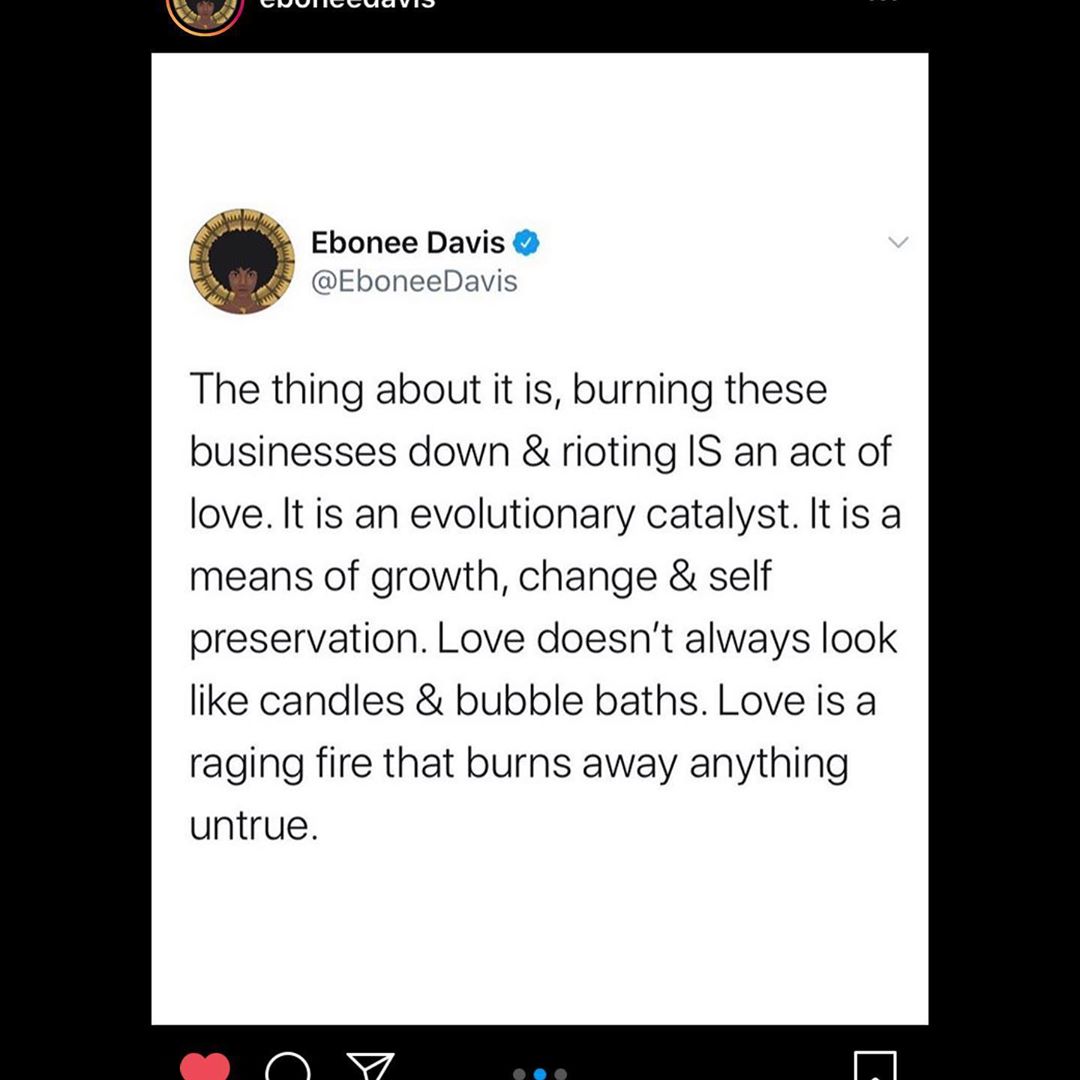 eboneedavis
Ebonee Davis
@EboneeDavis
The thing about it is, burning these
businesses down & rioting IS an act of
love. It is an evolutionary catalyst. It is a
means of growth, change & self
preservation. Love doesn’t always look
like candles & bubble baths. Love is a
raging fire that burns away anything
untrue.